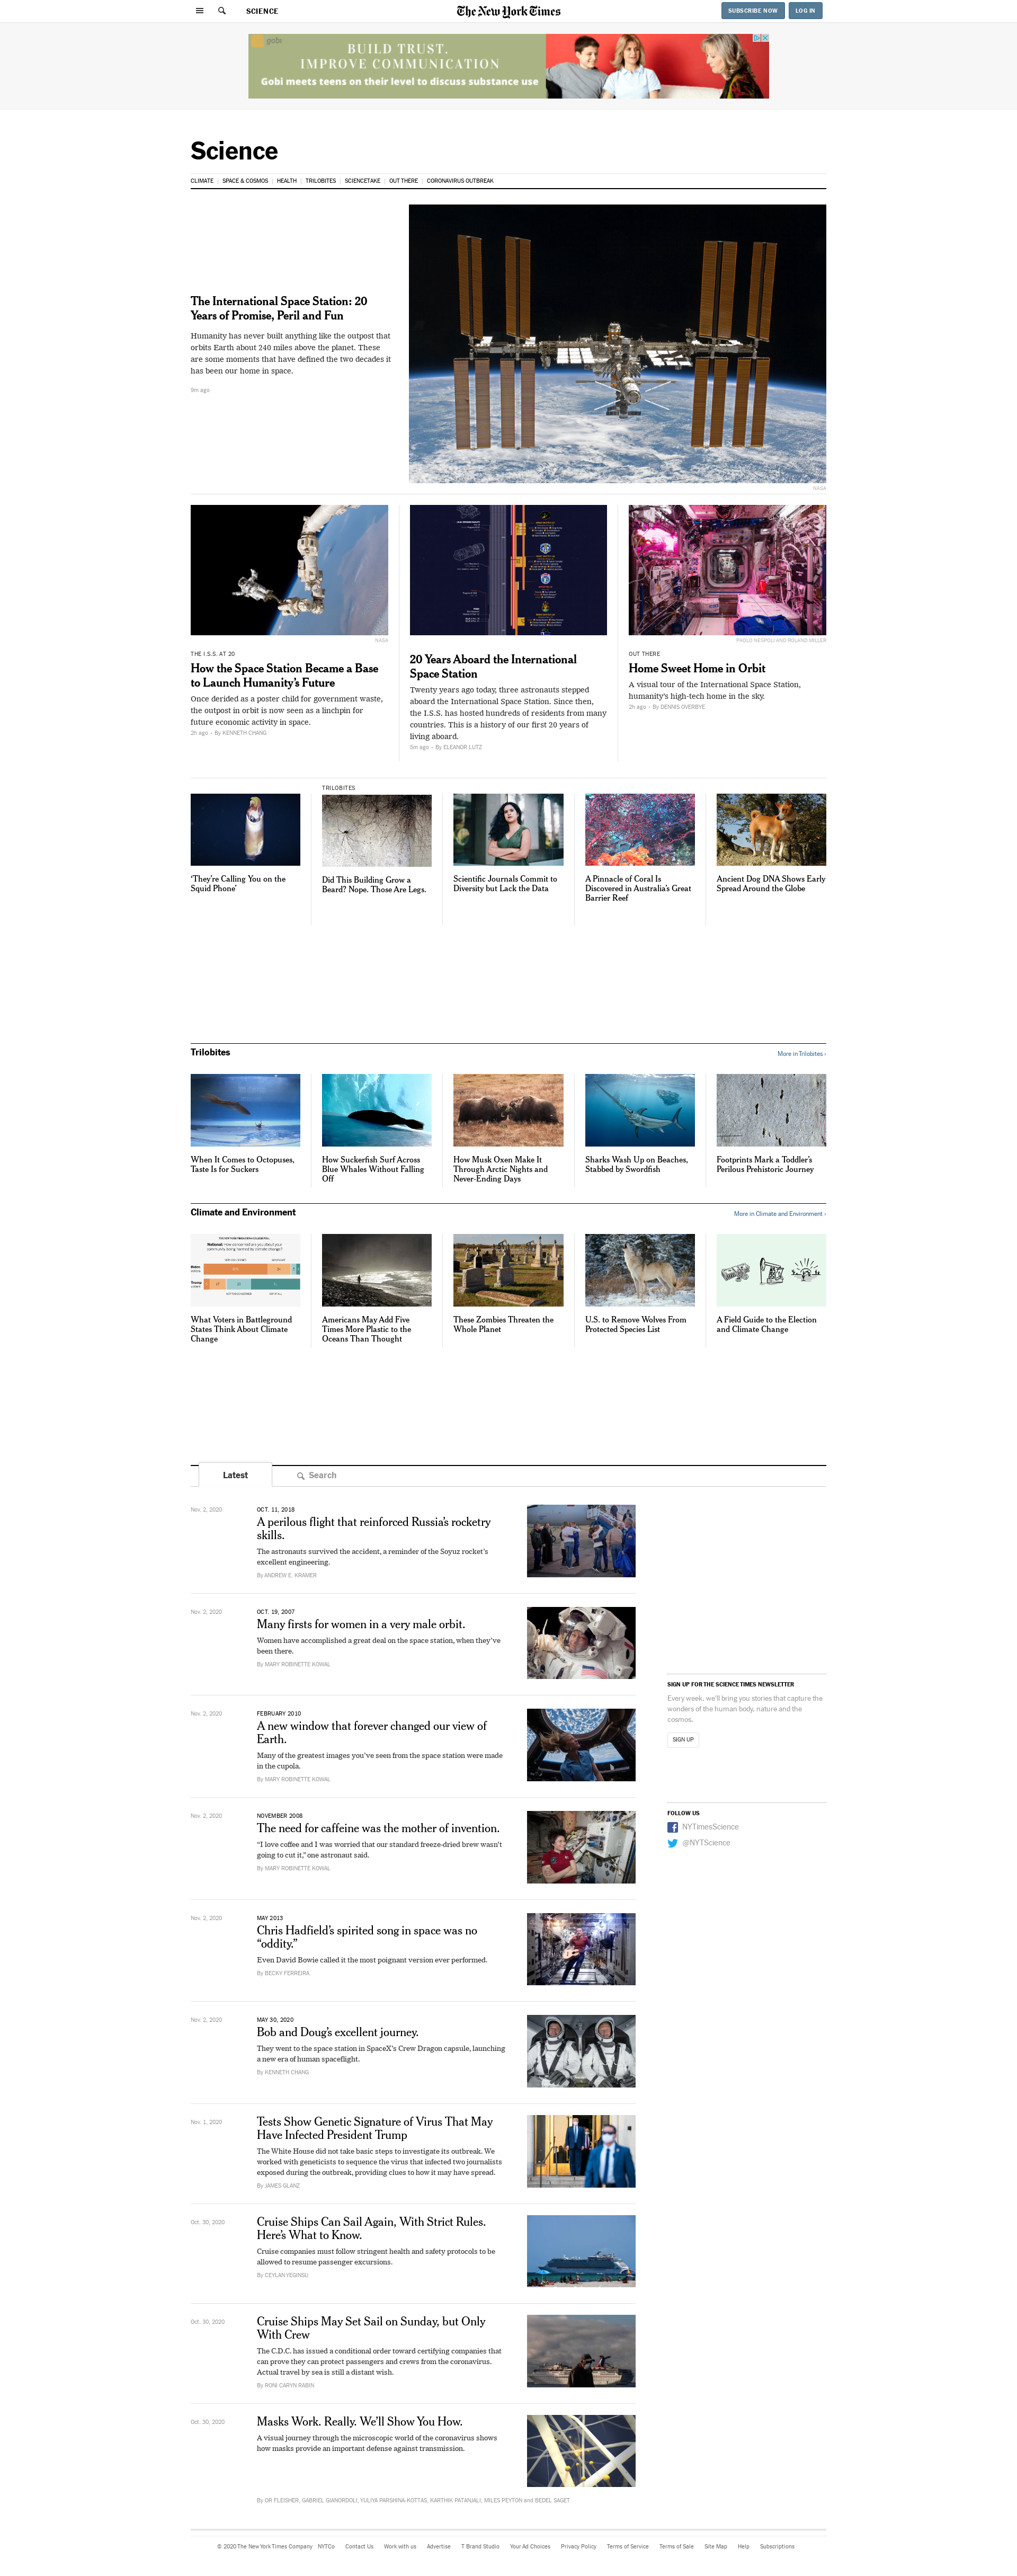 SCIENCE
The New York Times
SUBSCRIBE NOW
LOG IN
gobi
BUILD TRUST.
IMPROVE COMMUNICATION
Gobi meets teens on their level to discuss substance use
Science
CLIMATE
SPACE & COSMOS
HEALTH
TRILOBITES
SCIENCETAKE
OUT THERE
CORONAVIRUS OUTBREAK
The International Space Station: 20
Years of Promise, Peril and Fun
Humanity has never built anything like the outpost that
orbits Earth about 240 miles above the planet. These
are some moments that have defined the two decades it
has been our home in space.
9m ago
NASA
NASA
THE I.S.S. AT 20
How the Space Station Became a Base
to Launch Humanity's Future
Once derided as a poster child for government waste,
the outpost in orbit is now seen as a linchpin for
future economic activity in space.
2h ago • By KENNETH CHANG
20 Years Aboard the International
Space Station
Twenty years ago today, three astronauts stepped
aboard the International Space Station. Since then,
the I.S.S. has hosted hundreds of residents from many
countries. This is a history of our first 20 years of
living aboard.
5m ago • By ELEANOR LUTZ
PAOLO NESPOLI AND ROLAND MILLER
OUT THERE
Home Sweet Home in Orbit
A visual tour of the International Space Station,
humanity's high-tech home in the sky.
2h ago • By DENNIS OVERBYE
'They're Calling You on the
Squid Phone'
TRILOBITES
Did This Building Grow a
Beard? Nope. Those Are Legs.
Scientific Journals Commit to
Diversity but Lack the Data
A Pinnacle of Coral Is
Discovered in Australia's Great
Barrier Reef
Ancient Dog DNA Shows Early
Spread Around the Globe
Trilobites
More in Trilobites ›
When It Comes to Octopuses,
Taste Is for Suckers
How Suckerfish Surf Across
Blue Whales Without Falling
Off
How Musk Oxen Make It
Through Arctic Nights and
Never-Ending Days
Sharks Wash Up on Beaches,
Stabbed by Swordfish
Footprints Mark a Toddler's
Perilous Prehistoric Journey
Climate and Environment
More in Climate and Environment ›
What Voters in Battleground
States Think About Climate
Change
Americans May Add Five
Times More Plastic to the
Oceans Than Thought
These Zombies Threaten the
Whole Planet
U.S. to Remove Wolves From
Protected Species List
A Field Guide to the Election
and Climate Change
Latest
Search
Nov. 2, 2020
OCT. 11, 2018
A perilous flight that reinforced Russia's rocketry
skills.
The astronauts survived the accident, a reminder of the Soyuz rocket's
excellent engineering.
By ANDREW E. KRAMER
Nov. 2, 2020
OCT. 19, 2007
Many firsts for women in a very male orbit.
Women have accomplished a great deal on the space station, when they've
been there.
By MARY ROBINETTE KOWAL
Nov. 2, 2020
FEBRUARY 2010
A new window that forever changed our view of
Earth.
Many of the greatest images you've seen from the space station were made
in the cupola.
By MARY ROBINETTE KOWAL
Nov. 2, 2020
NOVEMBER 2008
The need for caffeine was the mother of invention.
"I love coffee and I was worried that our standard freeze-dried brew wasn't
going to cut it," one astronaut said.
By MARY ROBINETTE KOWAL
Nov. 2, 2020
MAY 2013
Chris Hadfield's spirited song in space was no
"oddity."
Even David Bowie called it the most poignant version ever performed.
By BECKY FERREIRA
Nov. 2, 2020
MAY 30, 2020
Bob and Doug's excellent journey.
They went to the space station in SpaceX's Crew Dragon capsule, launching
a new era of human spaceflight.
By KENNETH CHANG
Nov. 1, 2020
Tests Show Genetic Signature of Virus That May
Have Infected President Trump
The White House did not take basic steps to investigate its outbreak. We
worked with geneticists to sequence the virus that infected two journalists
exposed during the outbreak, providing clues to how it may have spread.
By JAMES GLANZ
Oct. 30, 2020
Cruise Ships Can Sail Again, With Strict Rules.
Here's What to Know.
Cruise companies must follow stringent health and safety protocols to be
allowed to resume passenger excursions.
By CEYLAN YEGINSU
Oct. 30, 2020
Cruise Ships May Set Sail on Sunday, but Only
With Crew
The C.D.C. has issued a conditional order toward certifying companies that
can prove they can protect passengers and crews from the coronavirus.
Actual travel by sea is still a distant wish.
By RONI CARYN RABIN
Oct. 30, 2020
Masks Work. Really. We'll Show You How.
A visual journey through the microscopic world of the coronavirus shows
how masks provide an important defense against transmission.
By OR FLEISHER, GABRIEL GIANORDOLI, YULIYA PARSHINA-KOTTAS, KARTHIK PATANJALI, MILES PEYTON and BEDEL SAGET
SIGN UP FOR THE SCIENCE TIMES NEWSLETTER
Every week, we'll bring you stories that capture the
wonders of the human body, nature and the
cosmos.
SIGN UP
FOLLOW US
NYTimesScience
@NYTScience
© 2020 The New York Times Company
NYTCo
Contact Us
Work with us
Advertise
T Brand Studio
Your Ad Choices
Privacy Policy
Terms of Service
Terms of Sale
Site Map
Help
Subscriptions